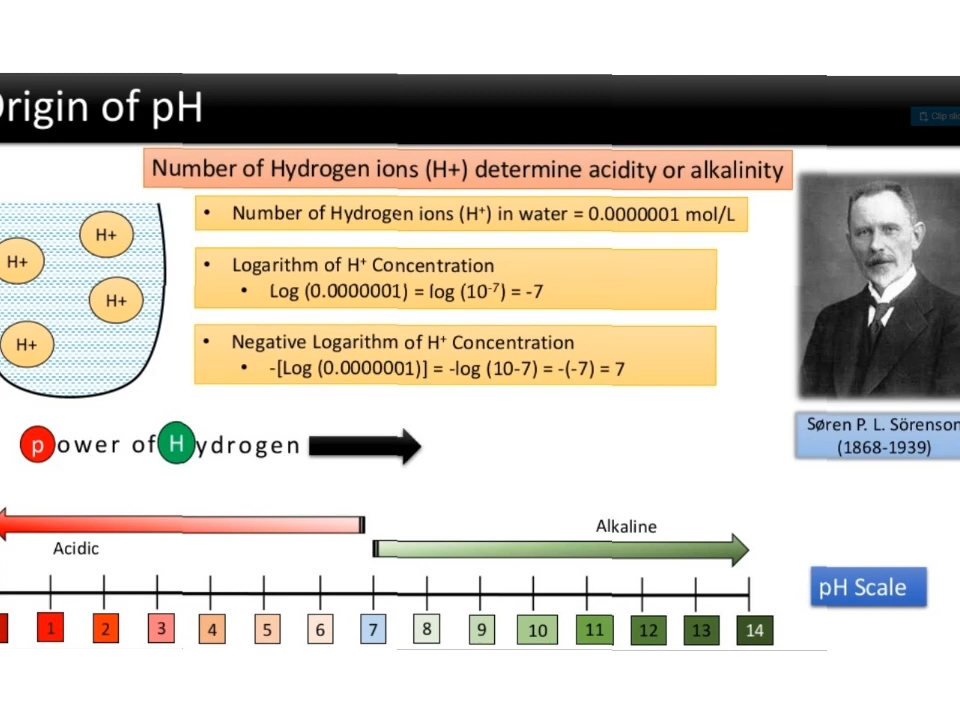 Origin of pH
Clip slid
Number of Hydrogen ions (H+) determine acidity or alkalinity
• Number of Hydrogen ions (H⁺) in water = 0.0000001 mol/L
• Logarithm of H⁺ Concentration
• Log (0.0000001) = log (10⁻⁷) = -7
• Negative Logarithm of H⁺ Concentration
• -[Log (0.0000001)] = -log (10-7) = -(-7) = 7
H+
H+
H+
H+
Søren P. L. Sörenson
(1868-1939)
power of Hydrogen
Alkaline
Acidic
pH Scale
1 2 3 4 5 6 7 8 9 10 11 12 13 14